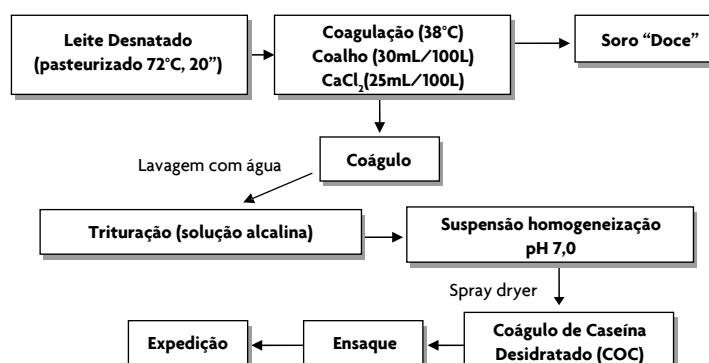 Leite Desnatado
(pasteurizado 72°C, 20”)
Coagulação (38°C)
Coalho (30mL/100L)
CaCl₂(25mL/100L)
Soro “Doce”
Lavagem com água
Coágulo
Trituração (solução alcalina)
Suspensão homogeneização
pH 7,0
Spray dryer
Expedição
Ensaque
Coágulo de Caseína
Desidratado (COC)